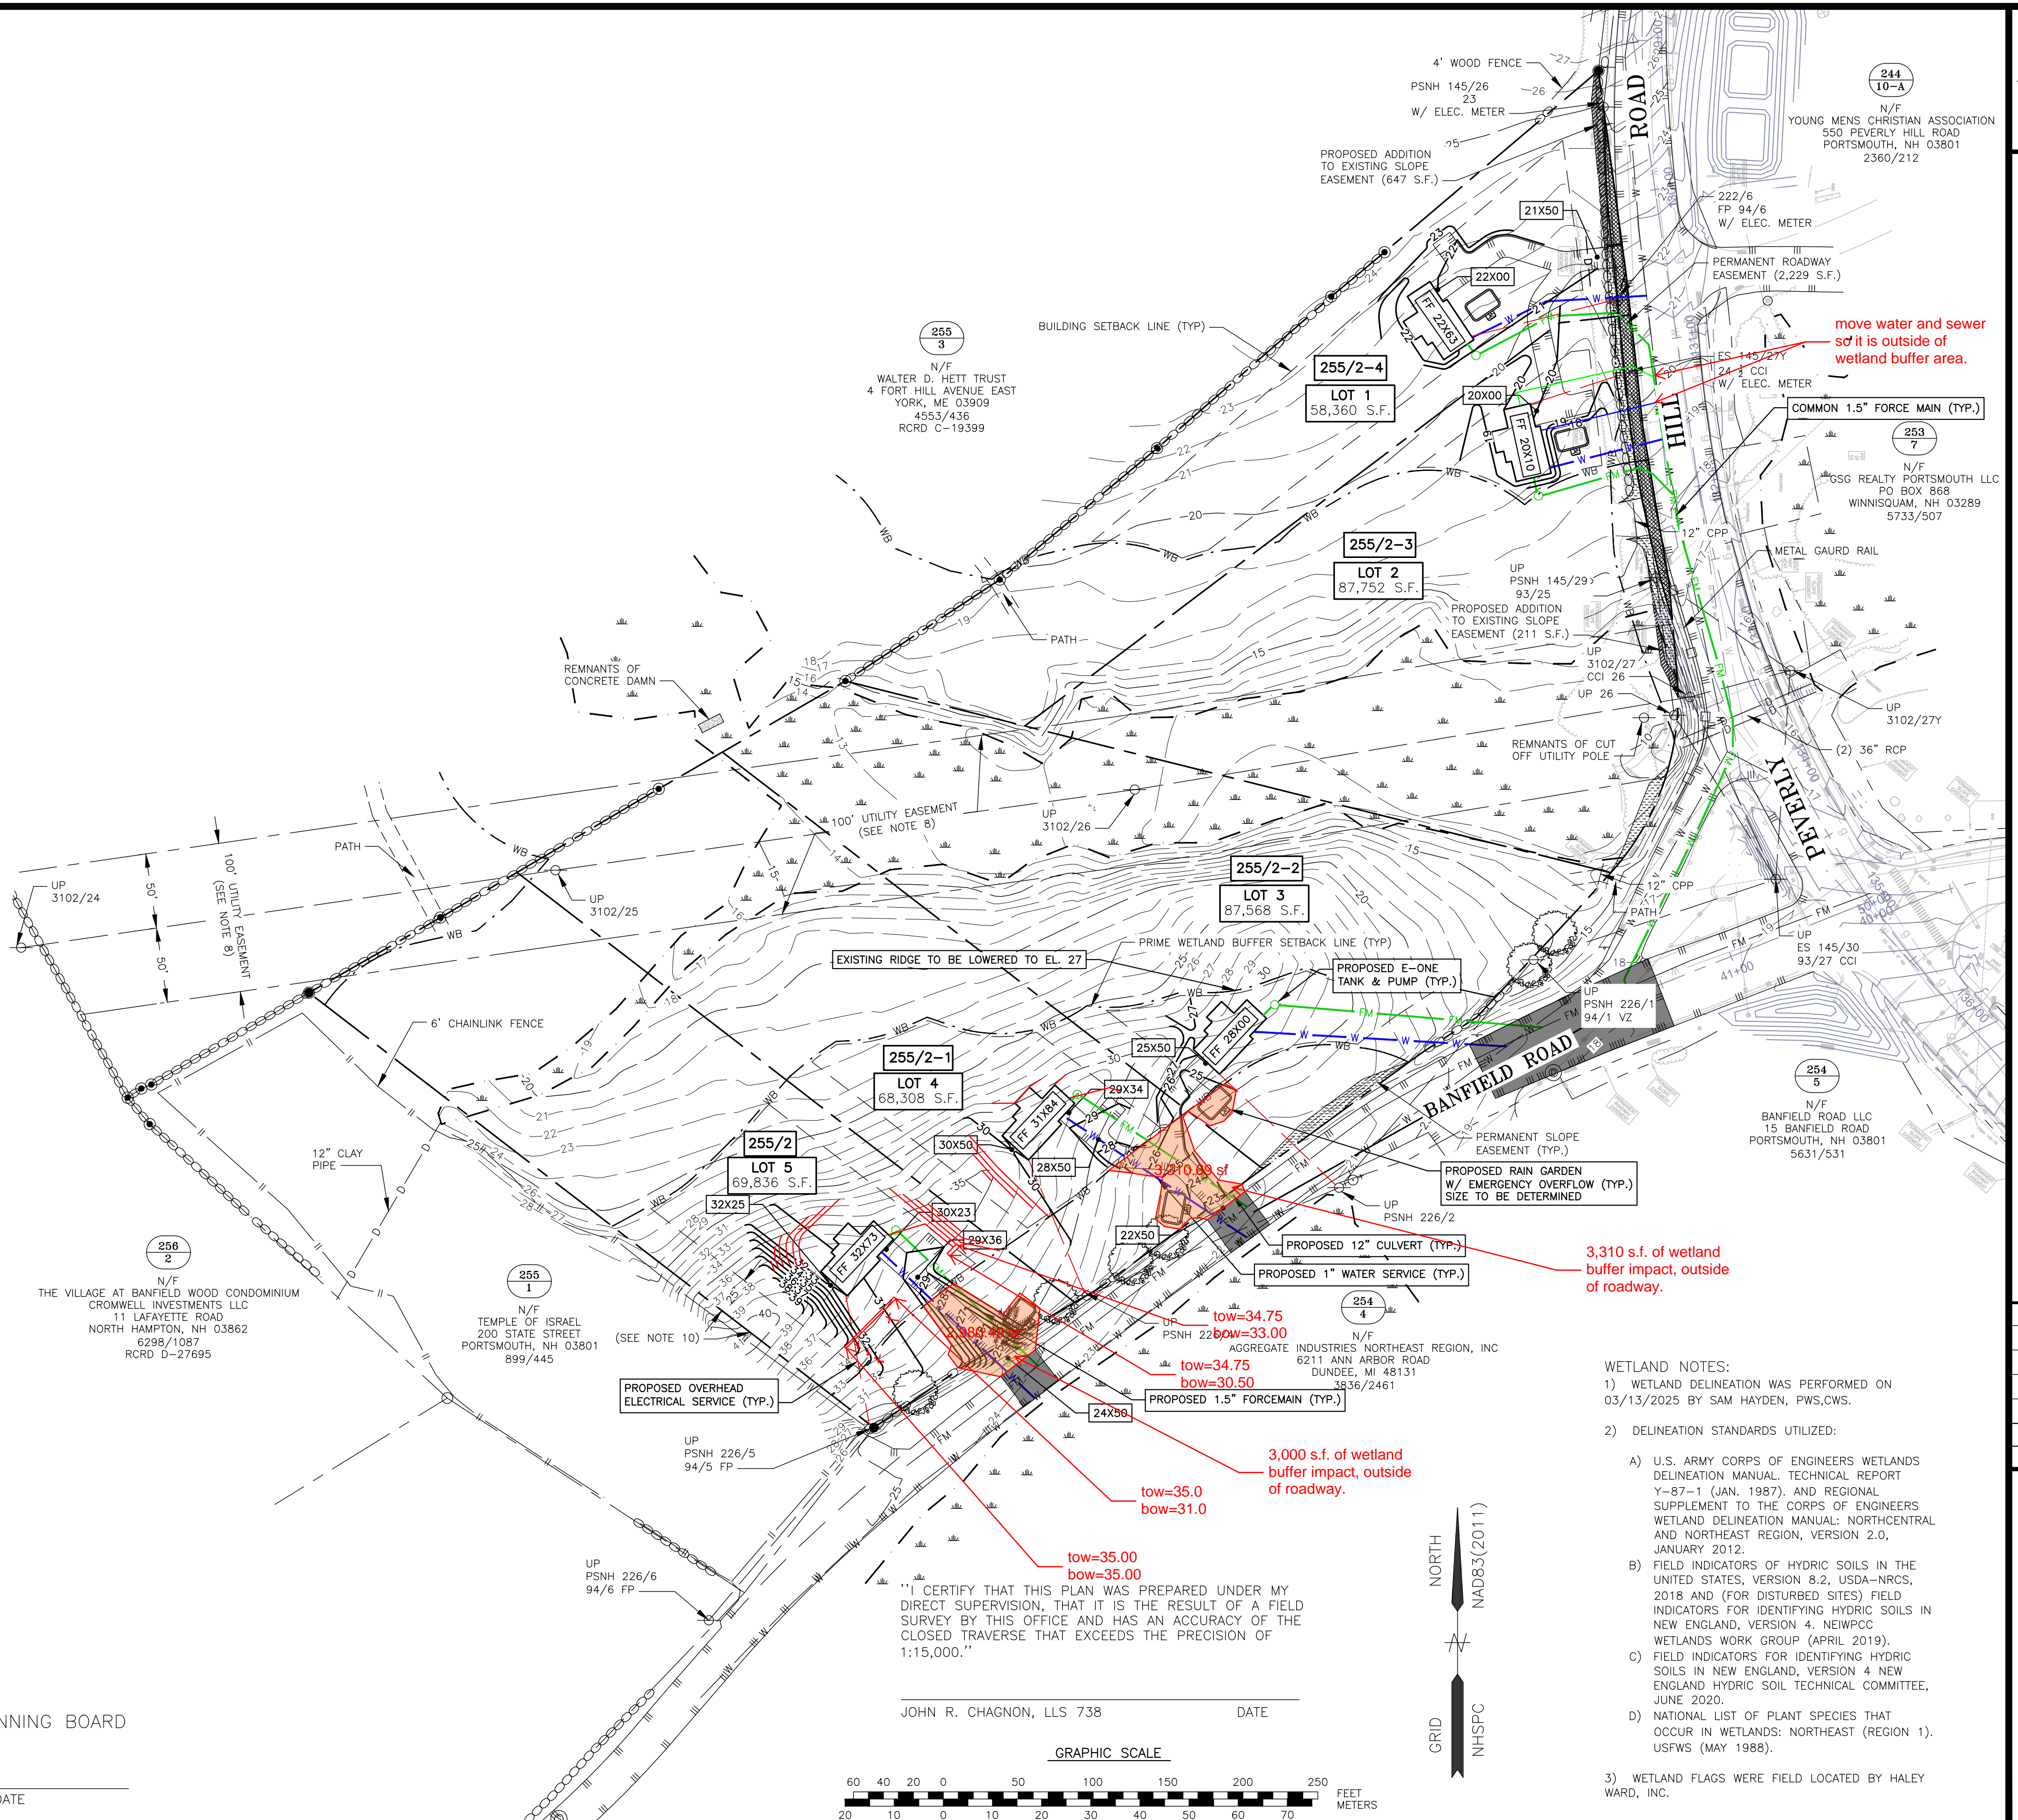 4' WOOD FENCE
PSNH 145/26
23
W/ ELEC. METER
PROPOSED ADDITION
TO EXISTING SLOPE
EASEMENT (647 S.F.)
ROAD
244
10-A
N/F
YOUNG MENS CHRISTIAN ASSOCIATION
550 PEVERLY HILL ROAD
PORTSMOUTH, NH 03801
2360/212
21X50
22X00
FF 22X63
222/6
FP 94/6
W/ ELEC. METER
PERMANENT ROADWAY
EASEMENT (2,229 S.F.)
BUILDING SETBACK LINE (TYP)
255
3
N/F
WALTER D. HETT TRUST
4 FORT HILL AVENUE EAST
YORK, ME 03909
4553/436
RCRD C-19399
move water and sewer
so it is outside of
wetland buffer area.
255/2-4
LOT 1
58,360 S.F.
20X00
FF 20X10
ES 145/27Y
24 1/2 CCI
W/ ELEC. METER
HILL
COMMON 1.5" FORCE MAIN (TYP.)
253
7
N/F
GSG REALTY PORTSMOUTH LLC
PO BOX 868
WINNISQUAM, NH 03289
5733/507
12" CPP
METAL GAURD RAIL
255/2-3
LOT 2
87,752 S.F.
UP
PSNH 145/29
93/25
PROPOSED ADDITION
TO EXISTING SLOPE
EASEMENT (211 S.F.)
PATH
UP
3102/27
CCI 26
UP 26
REMNANTS OF
CONCRETE DAMN
UP
3102/27Y
REMNANTS OF CUT
OFF UTILITY POLE
(2) 36" RCP
PEVERLY
100' UTILITY EASEMENT
(SEE NOTE 8)
UP
3102/26
PATH
100' UTILITY EASEMENT
(SEE NOTE 8)
50'
50'
UP
3102/24
UP
3102/25
255/2-2
LOT 3
87,568 S.F.
12" CPP
PATH
UP
ES 145/30
93/27 CCI
PRIME WETLAND BUFFER SETBACK LINE (TYP)
EXISTING RIDGE TO BE LOWERED TO EL. 27
PROPOSED E-ONE
TANK & PUMP (TYP.)
UP
PSNH 226/1
94/1 VZ
6' CHAINLINK FENCE
FF 28X00
25X50
BANFIELD ROAD
255/2-1
LOT 4
68,308 S.F.
29X34
FF 31X84
254
5
N/F
BANFIELD ROAD LLC
15 BANFIELD ROAD
PORTSMOUTH, NH 03801
5631/531
PERMANENT SLOPE
EASEMENT (TYP.)
12" CLAY
PIPE
255/2
LOT 5
69,836 S.F.
30X50
28X50
3,310.89 sf
PROPOSED RAIN GARDEN
W/ EMERGENCY OVERFLOW (TYP.)
SIZE TO BE DETERMINED
32X25
30X23
29X36
FF 32X73
22X50
UP
PSNH 226/2
PROPOSED 12" CULVERT (TYP.)
PROPOSED 1" WATER SERVICE (TYP.)
3,310 s.f. of wetland
buffer impact, outside
of roadway.
256
2
N/F
THE VILLAGE AT BANFIELD WOOD CONDOMINIUM
CROMWELL INVESTMENTS LLC
11 LAFAYETTE ROAD
NORTH HAMPTON, NH 03862
6298/1087
RCRD D-27695
255
1
N/F
TEMPLE OF ISRAEL
200 STATE STREET
PORTSMOUTH, NH 03801
899/445
(SEE NOTE 10)
UP
tow=34.75
bow=33.00
254
4
N/F
AGGREGATE INDUSTRIES NORTHEAST REGION, INC
6211 ANN ARBOR ROAD
DUNDEE, MI 48131
3836/2461
tow=34.75
bow=30.50
PROPOSED OVERHEAD
ELECTRICAL SERVICE (TYP.)
PROPOSED 1.5" FORCEMAIN (TYP.)
24X50
UP
PSNH 226/5
94/5 FP
3,000 s.f. of wetland
buffer impact, outside
of roadway.
tow=35.0
bow=31.0
tow=35.00
bow=35.00
UP
PSNH 226/6
94/6 FP
"I CERTIFY THAT THIS PLAN WAS PREPARED UNDER MY
DIRECT SUPERVISION, THAT IT IS THE RESULT OF A FIELD
SURVEY BY THIS OFFICE AND HAS AN ACCURACY OF THE
CLOSED TRAVERSE THAT EXCEEDS THE PRECISION OF
1:15,000."
JOHN R. CHAGNON, LLS 738 DATE
GRAPHIC SCALE
60 40 20 0 50 100 150 200 250
FEET
METERS
20 10 0 10 20 30 40 50 60 70
NORTH
NAD83(2011)
GRID
NHSPC
NNING BOARD
DATE
WETLAND NOTES:
1) WETLAND DELINEATION WAS PERFORMED ON
03/13/2025 BY SAM HAYDEN, PWS,CWS.
2) DELINEATION STANDARDS UTILIZED:
A) U.S. ARMY CORPS OF ENGINEERS WETLANDS
DELINEATION MANUAL. TECHNICAL REPORT
Y-87-1 (JAN. 1987). AND REGIONAL
SUPPLEMENT TO THE CORPS OF ENGINEERS
WETLAND DELINEATION MANUAL: NORTHCENTRAL
AND NORTHEAST REGION, VERSION 2.0,
JANUARY 2012.
B) FIELD INDICATORS OF HYDRIC SOILS IN THE
UNITED STATES, VERSION 8.2, USDA-NRCS,
2018 AND (FOR DISTURBED SITES) FIELD
INDICATORS FOR IDENTIFYING HYDRIC SOILS IN
NEW ENGLAND, VERSION 4. NEIWPCC
WETLANDS WORK GROUP (APRIL 2019).
C) FIELD INDICATORS FOR IDENTIFYING HYDRIC
SOILS IN NEW ENGLAND, VERSION 4 NEW
ENGLAND HYDRIC SOIL TECHNICAL COMMITTEE,
JUNE 2020.
D) NATIONAL LIST OF PLANT SPECIES THAT
OCCUR IN WETLANDS: NORTHEAST (REGION 1).
USFWS (MAY 1988).
3) WETLAND FLAGS WERE FIELD LOCATED BY HALEY
WARD, INC.